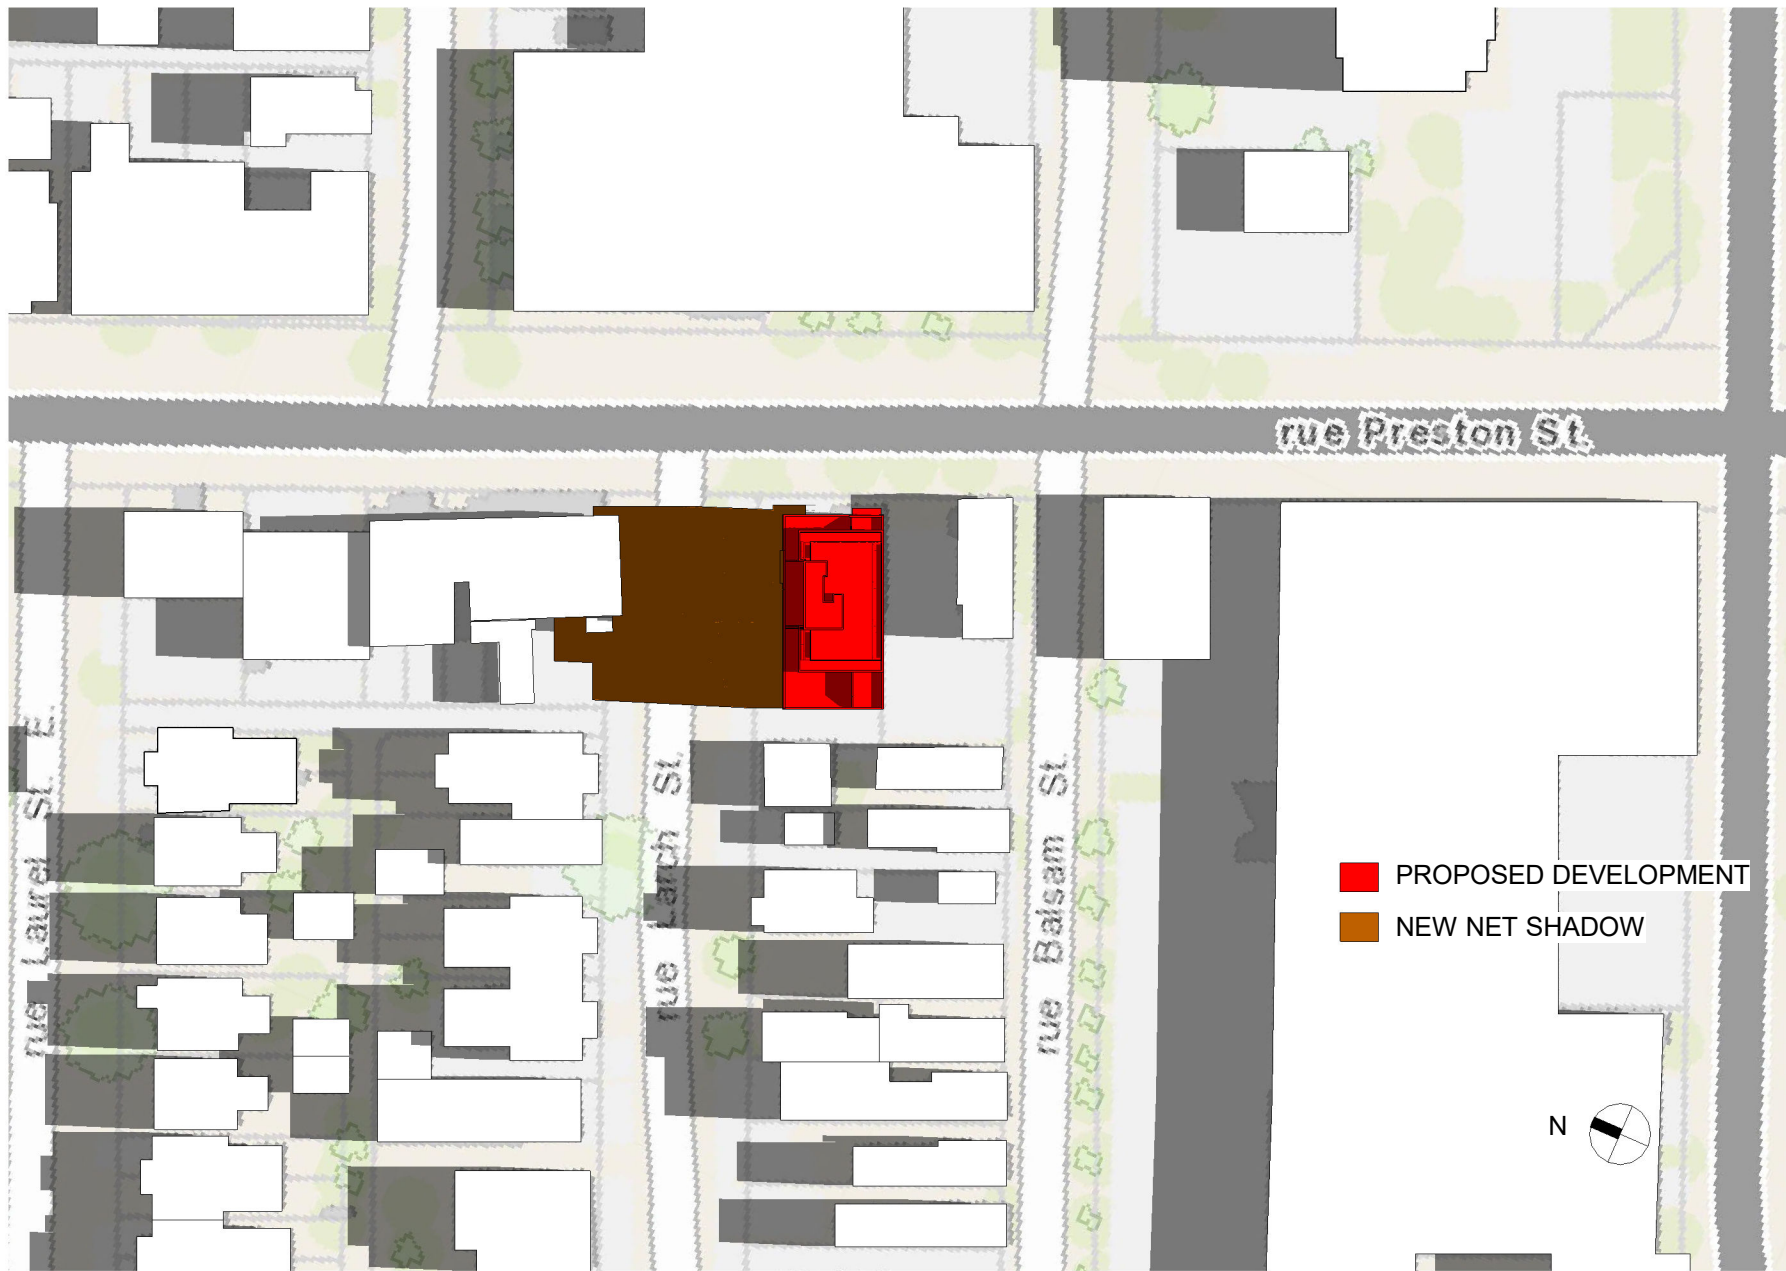 rue Preston St.
rue Laurel St. E.
rue Larch St.
rue Balsam St.
PROPOSED DEVELOPMENT
NEW NET SHADOW
N